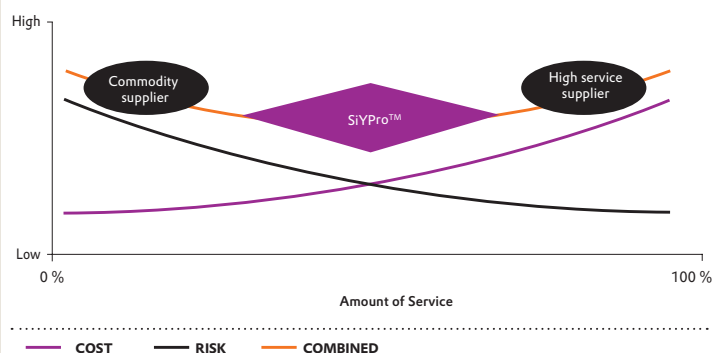 High
Commodity
supplier
High service
supplier
SiYPro™
Low
0 %
100 %
Amount of Service
COST
RISK
COMBINED